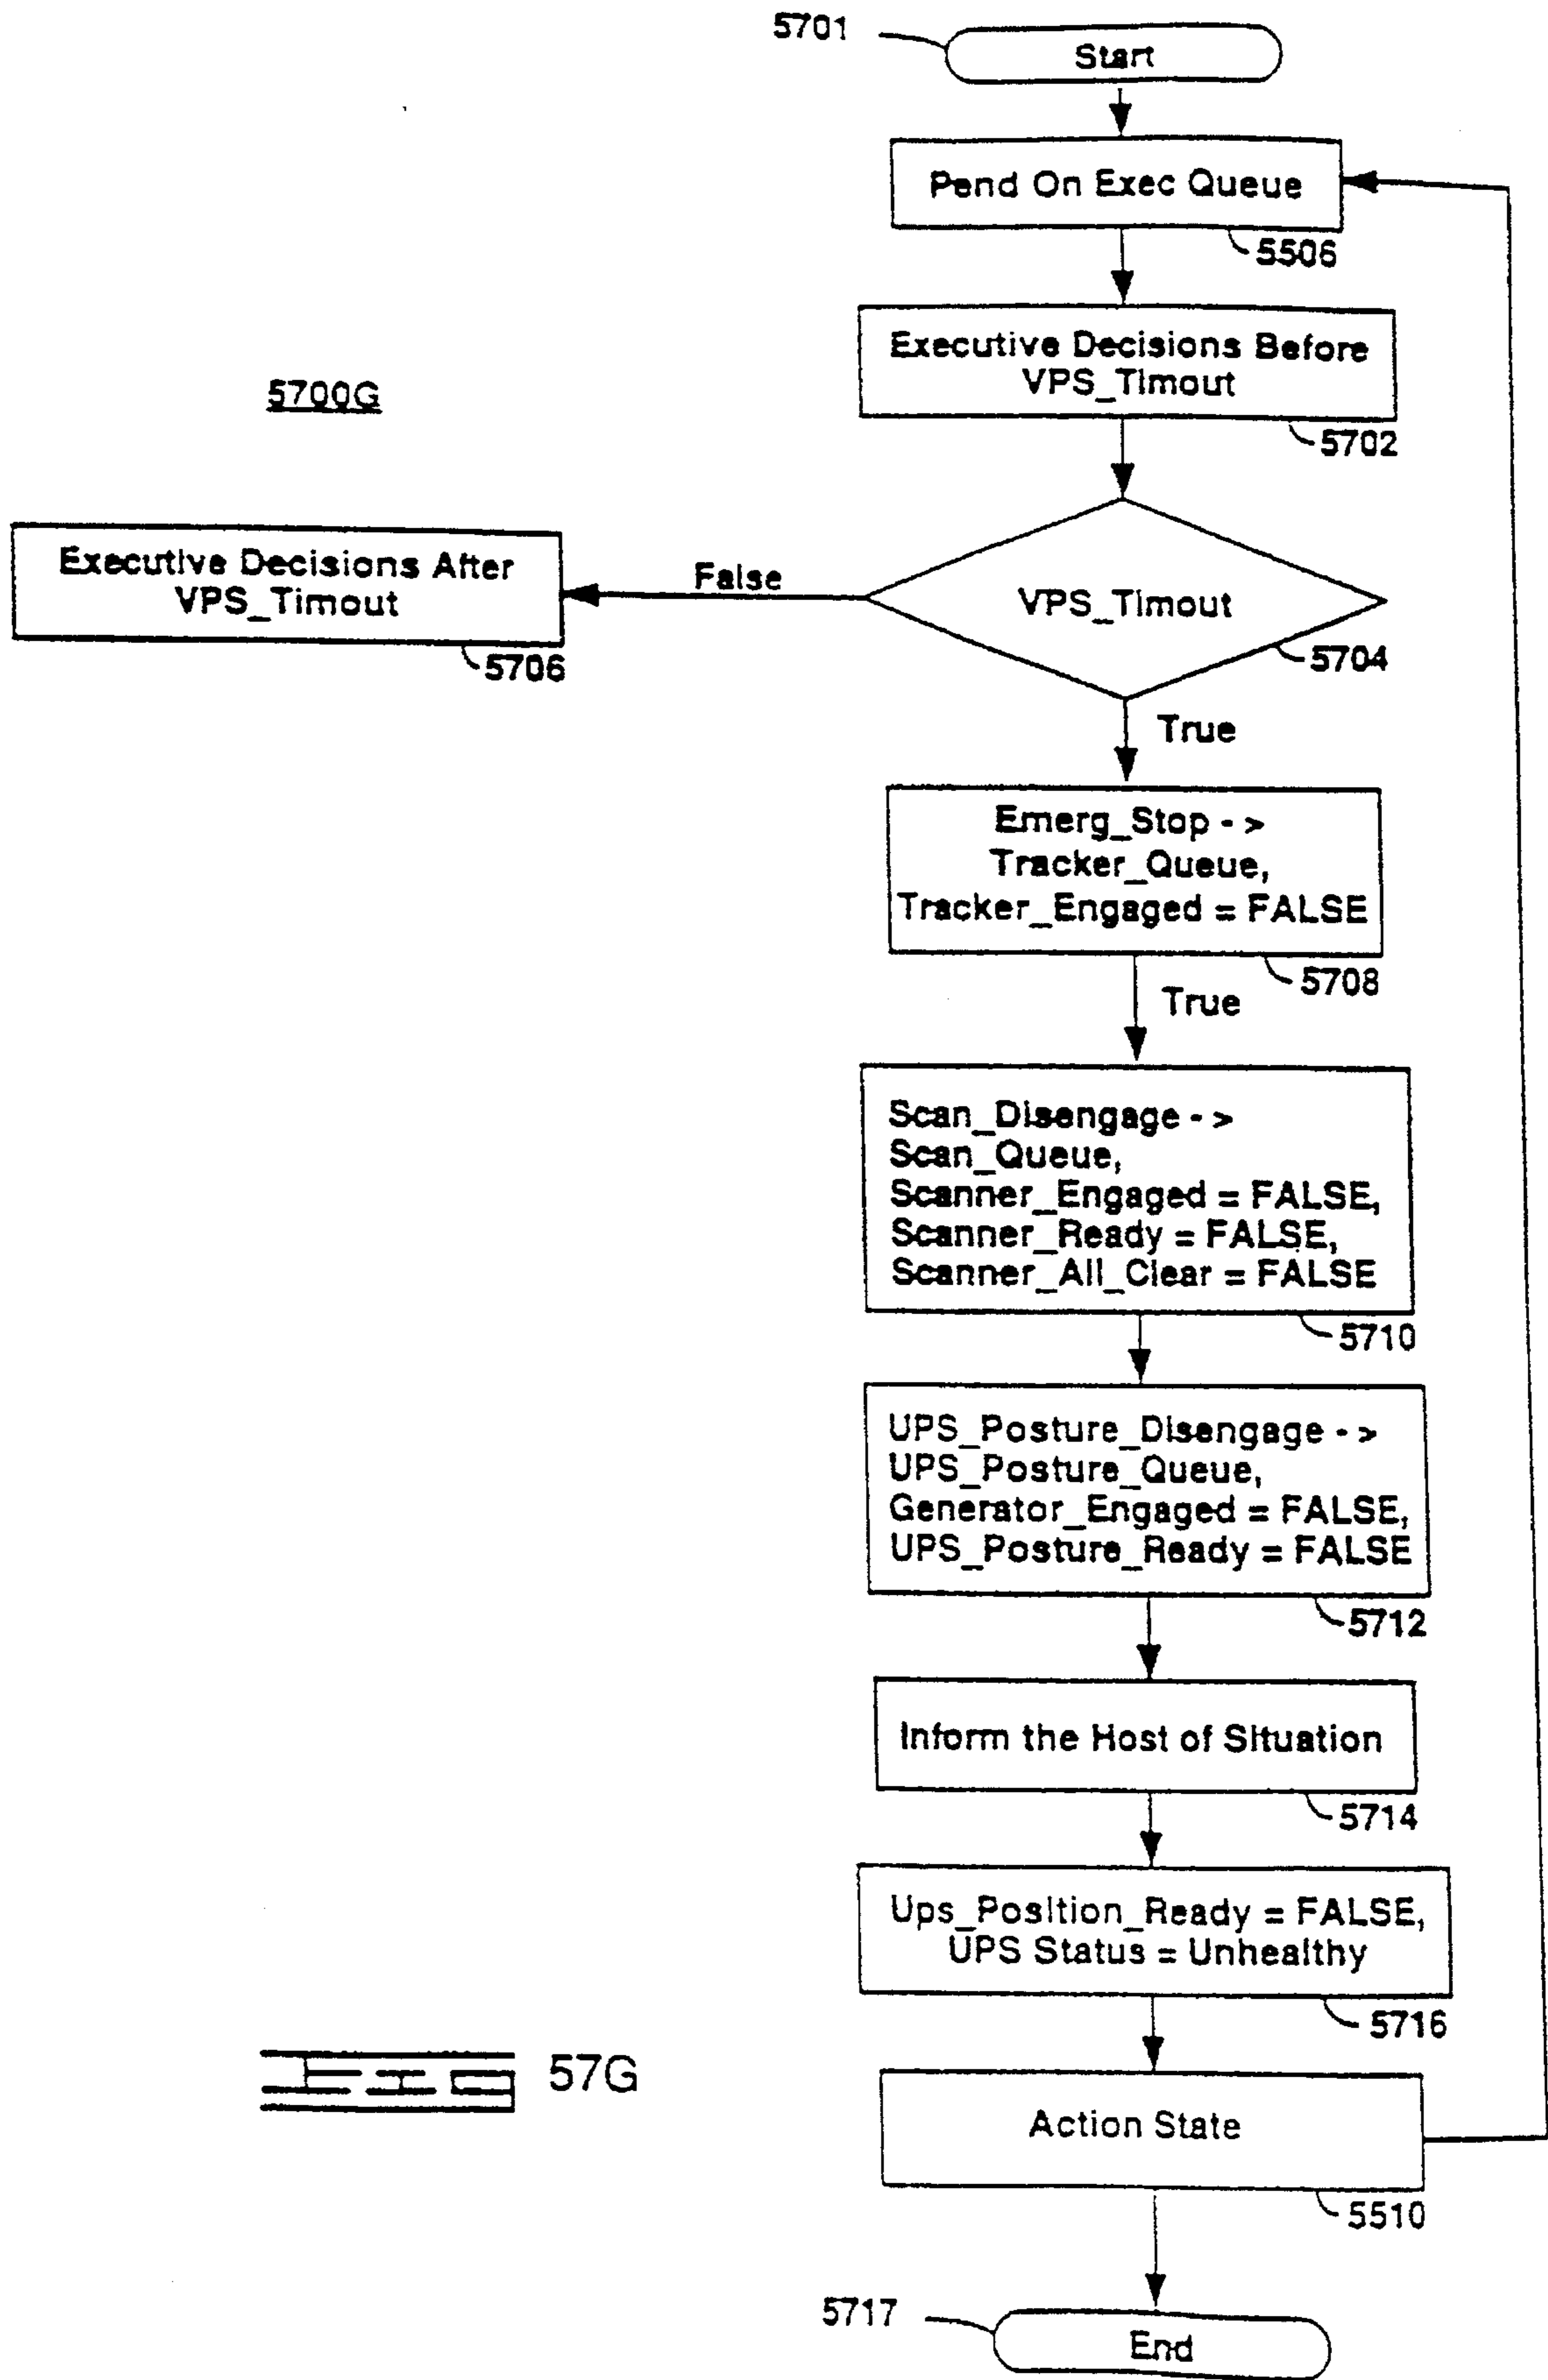 5701
Start
Pend On Exec Queue
5506
Executive Decisions Before
VPS_Timout
5702
5700G
Executive Decisions After
VPS_Timout
5706
False
VPS_Timout
5704
True
Emerg_Stop - >
Tracker_Queue,
Tracker_Engaged = FALSE
5708
True
Scan_Disengage - >
Scan_Queue,
Scanner_Engaged = FALSE,
Scanner_Ready = FALSE,
Scanner_All_Clear = FALSE
5710
UPS_Posture_Disengage - >
UPS_Posture_Queue,
Generator_Engaged = FALSE,
UPS_Posture_Ready = FALSE
5712
Inform the Host of Situation
5714
Ups_Position_Ready = FALSE,
UPS Status = Unhealthy
5716
57G
Action State
5510
5717
End